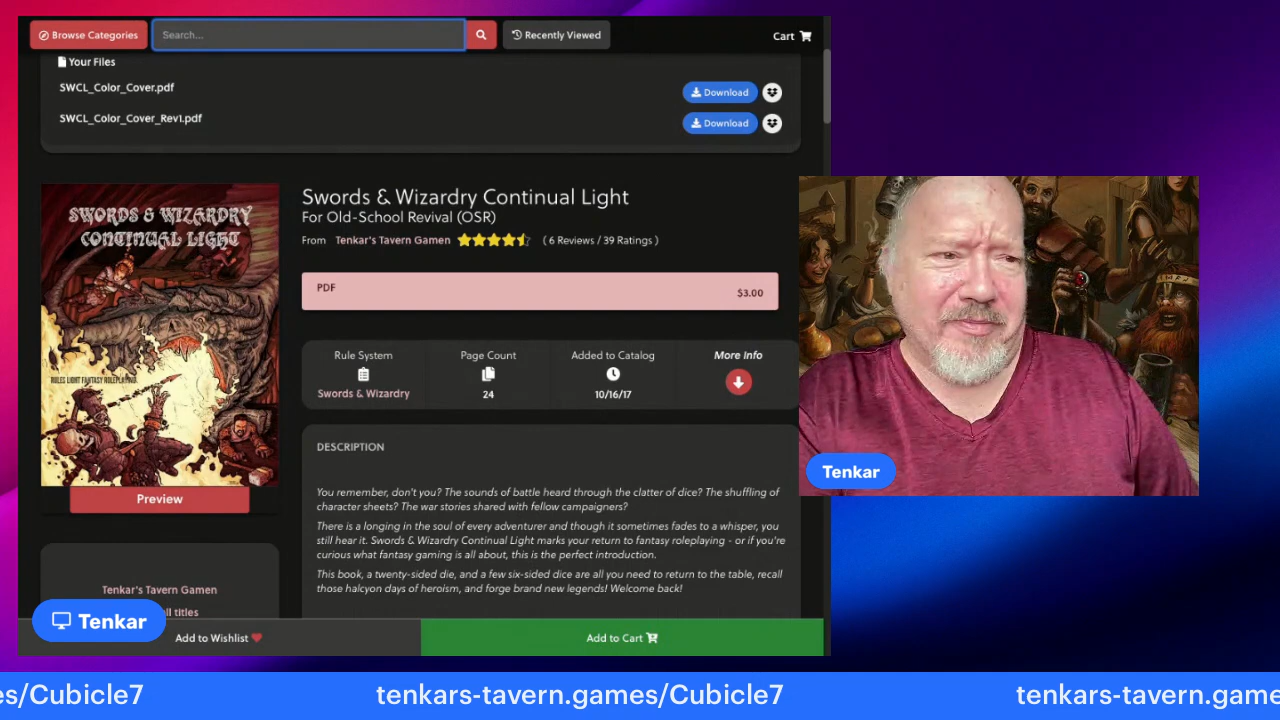 Browse Categories
Search...
Recently Viewed
Cart
Your Files
SWCL_Color_Cover.pdf
Download
SWCL_Color_Cover_Rev1.pdf
Download
SWORDS & WIZARDRY
CONTINUAL LIGHT
RULES LIGHT FANTASY ROLEPLAYING
Preview
Swords & Wizardry Continual Light
For Old-School Revival (OSR)
From Tenkar's Tavern Gamen ( 6 Reviews / 39 Ratings )
PDF
$3.00
Rule System
Swords & Wizardry
Page Count
24
Added to Catalog
10/16/17
More Info
DESCRIPTION
You remember, don't you? The sounds of battle heard through the clatter of dice? The shuffling of
character sheets? The war stories shared with fellow campaigners?
There is a longing in the soul of every adventurer and though it sometimes fades to a whisper, you
still hear it. Swords & Wizardry Continual Light marks your return to fantasy roleplaying - or if you're
curious what fantasy gaming is all about, this is the perfect introduction.
This book, a twenty-sided die, and a few six-sided dice are all you need to return to the table, recall
those halcyon days of heroism, and forge brand new legends! Welcome back!
Tenkar's Tavern Gamen
ll titles
Tenkar
Add to Wishlist
Add to Cart
Tenkar
es/Cubicle7
tenkars-tavern.games/Cubicle7
tenkars-tavern.game